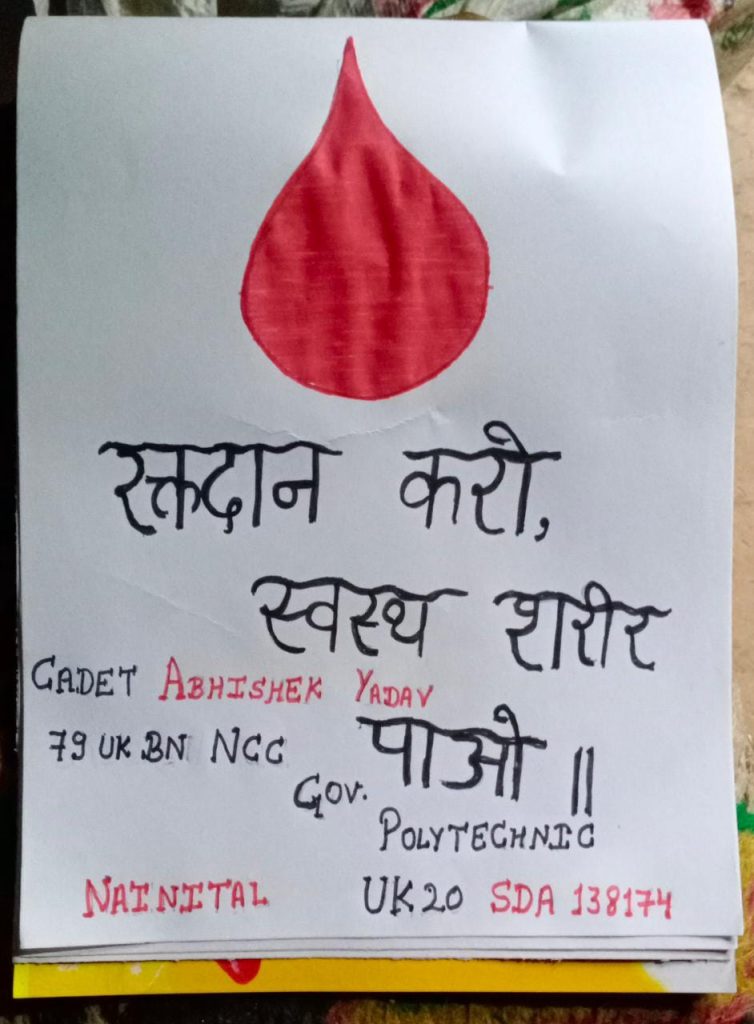 रक्तदान करो,
स्वस्थ शरीर
CADET ABHISHEK YADAV
पाओ ॥
79 UK BN NCC
GOV.
POLYTECHNIC
NAINITAL UK20 SDA 138174